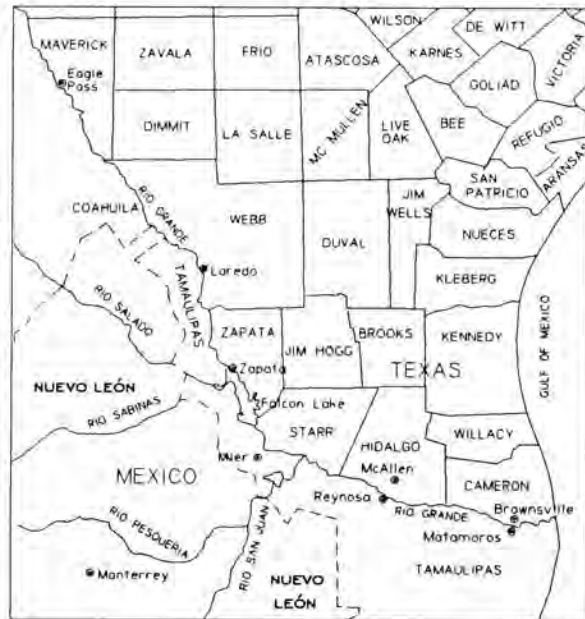 WILSON
DE WITT
MAVERICK
ZAVALA
FRIO
ATASCOSA
KARNES
VICTORIA
Eagle
Pass
GOLIAD
DIMMIT
LA SALLE
MC MULLEN
LIVE
OAK
BEE
REFUGIO
ARANSAS
SAN
PATRICIO
COAHUILA
RIO GRANDE
WEBB
DUVAL
JIM
WELLS
NUECES
Laredo
KLEBERG
TAMAULIPAS
RIO SALADO
ZAPATA
JIM HOGG
BROOKS
KENNEDY
GULF OF MEXICO
Zapata
TEXAS
NUEVO LEÓN
Falcon Lake
RIO SABINAS
STARR
WILLACY
HIDALGO
Mier
McAllen
MEXICO
CAMERON
Reynosa
RIO GRANDE
Brownsville
RIO PESQUERIA
RIO SAN JUAN
Matamoros
Monterrey
NUEVO
LEÓN
TAMAULIPAS